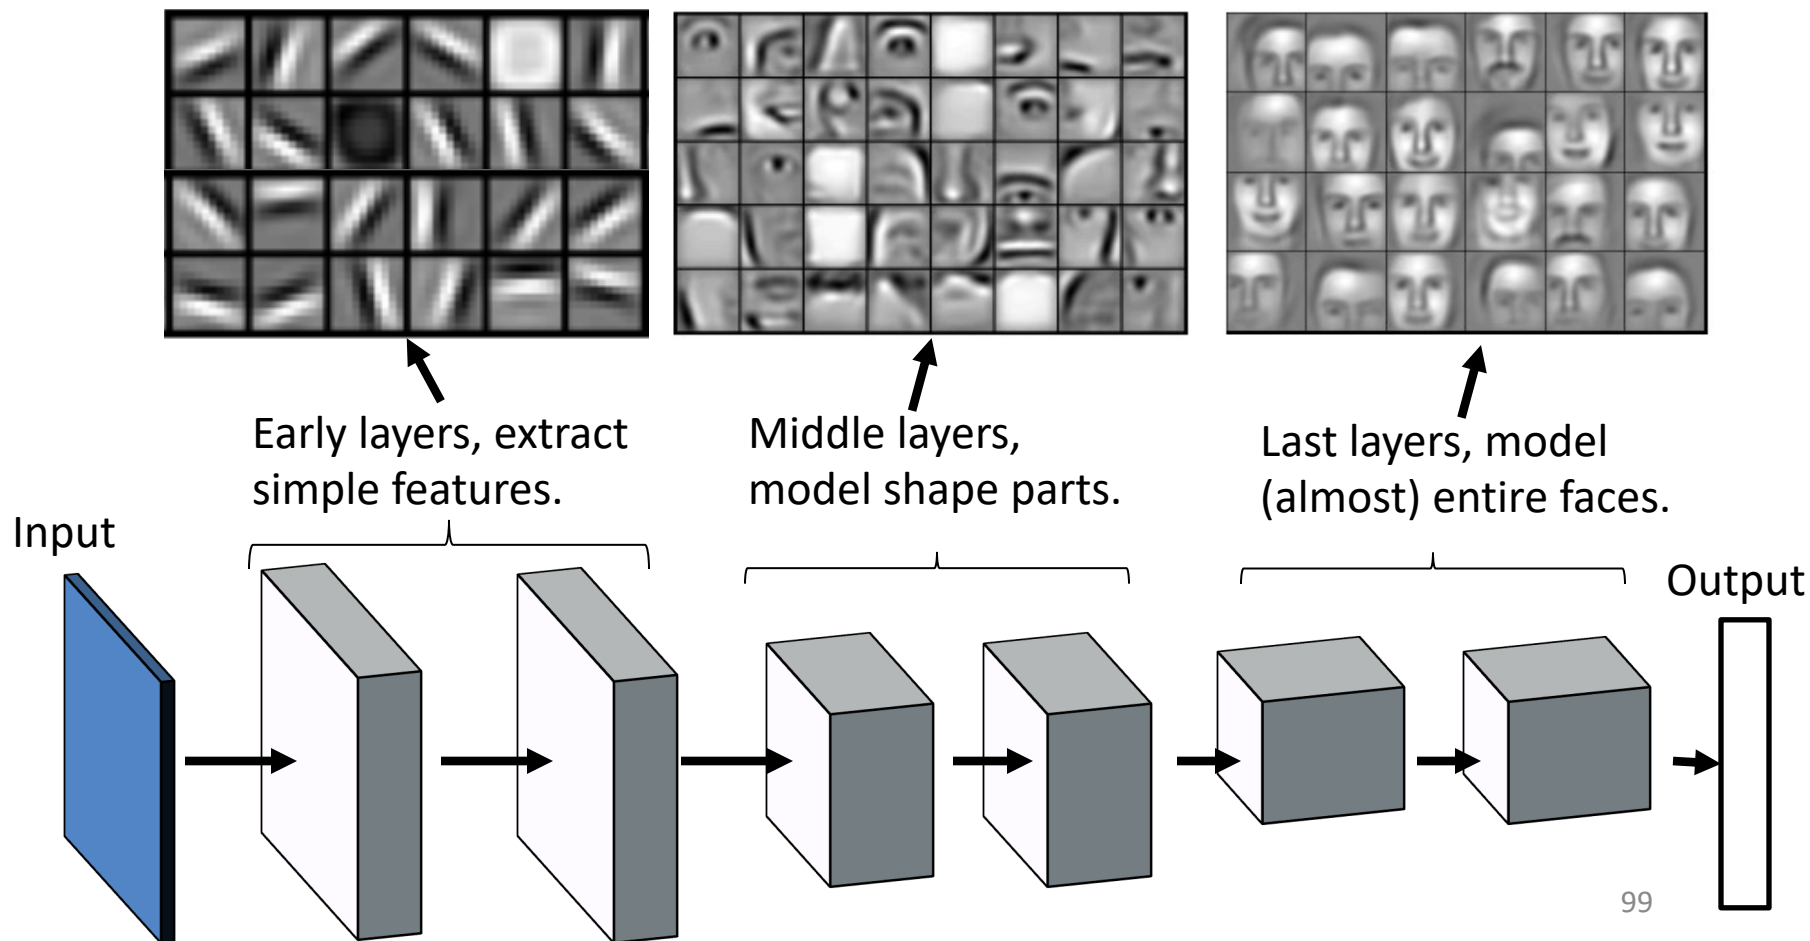 Early layers, extract
simple features.
Middle layers,
model shape parts.
Last layers, model
(almost) entire faces.
Input
Output
99